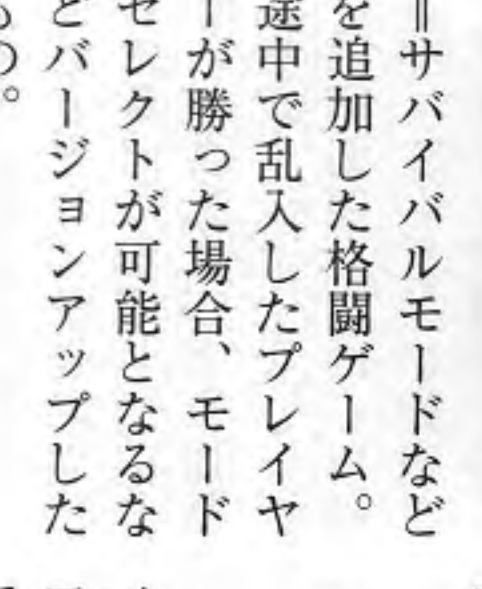 ＝サバイバルモードなど
を追加した格闘ゲーム。
途中で乱入したプレイヤ
ーが勝った場合、モード
セレクトが可能となるな
どバージョンアップした
もの。